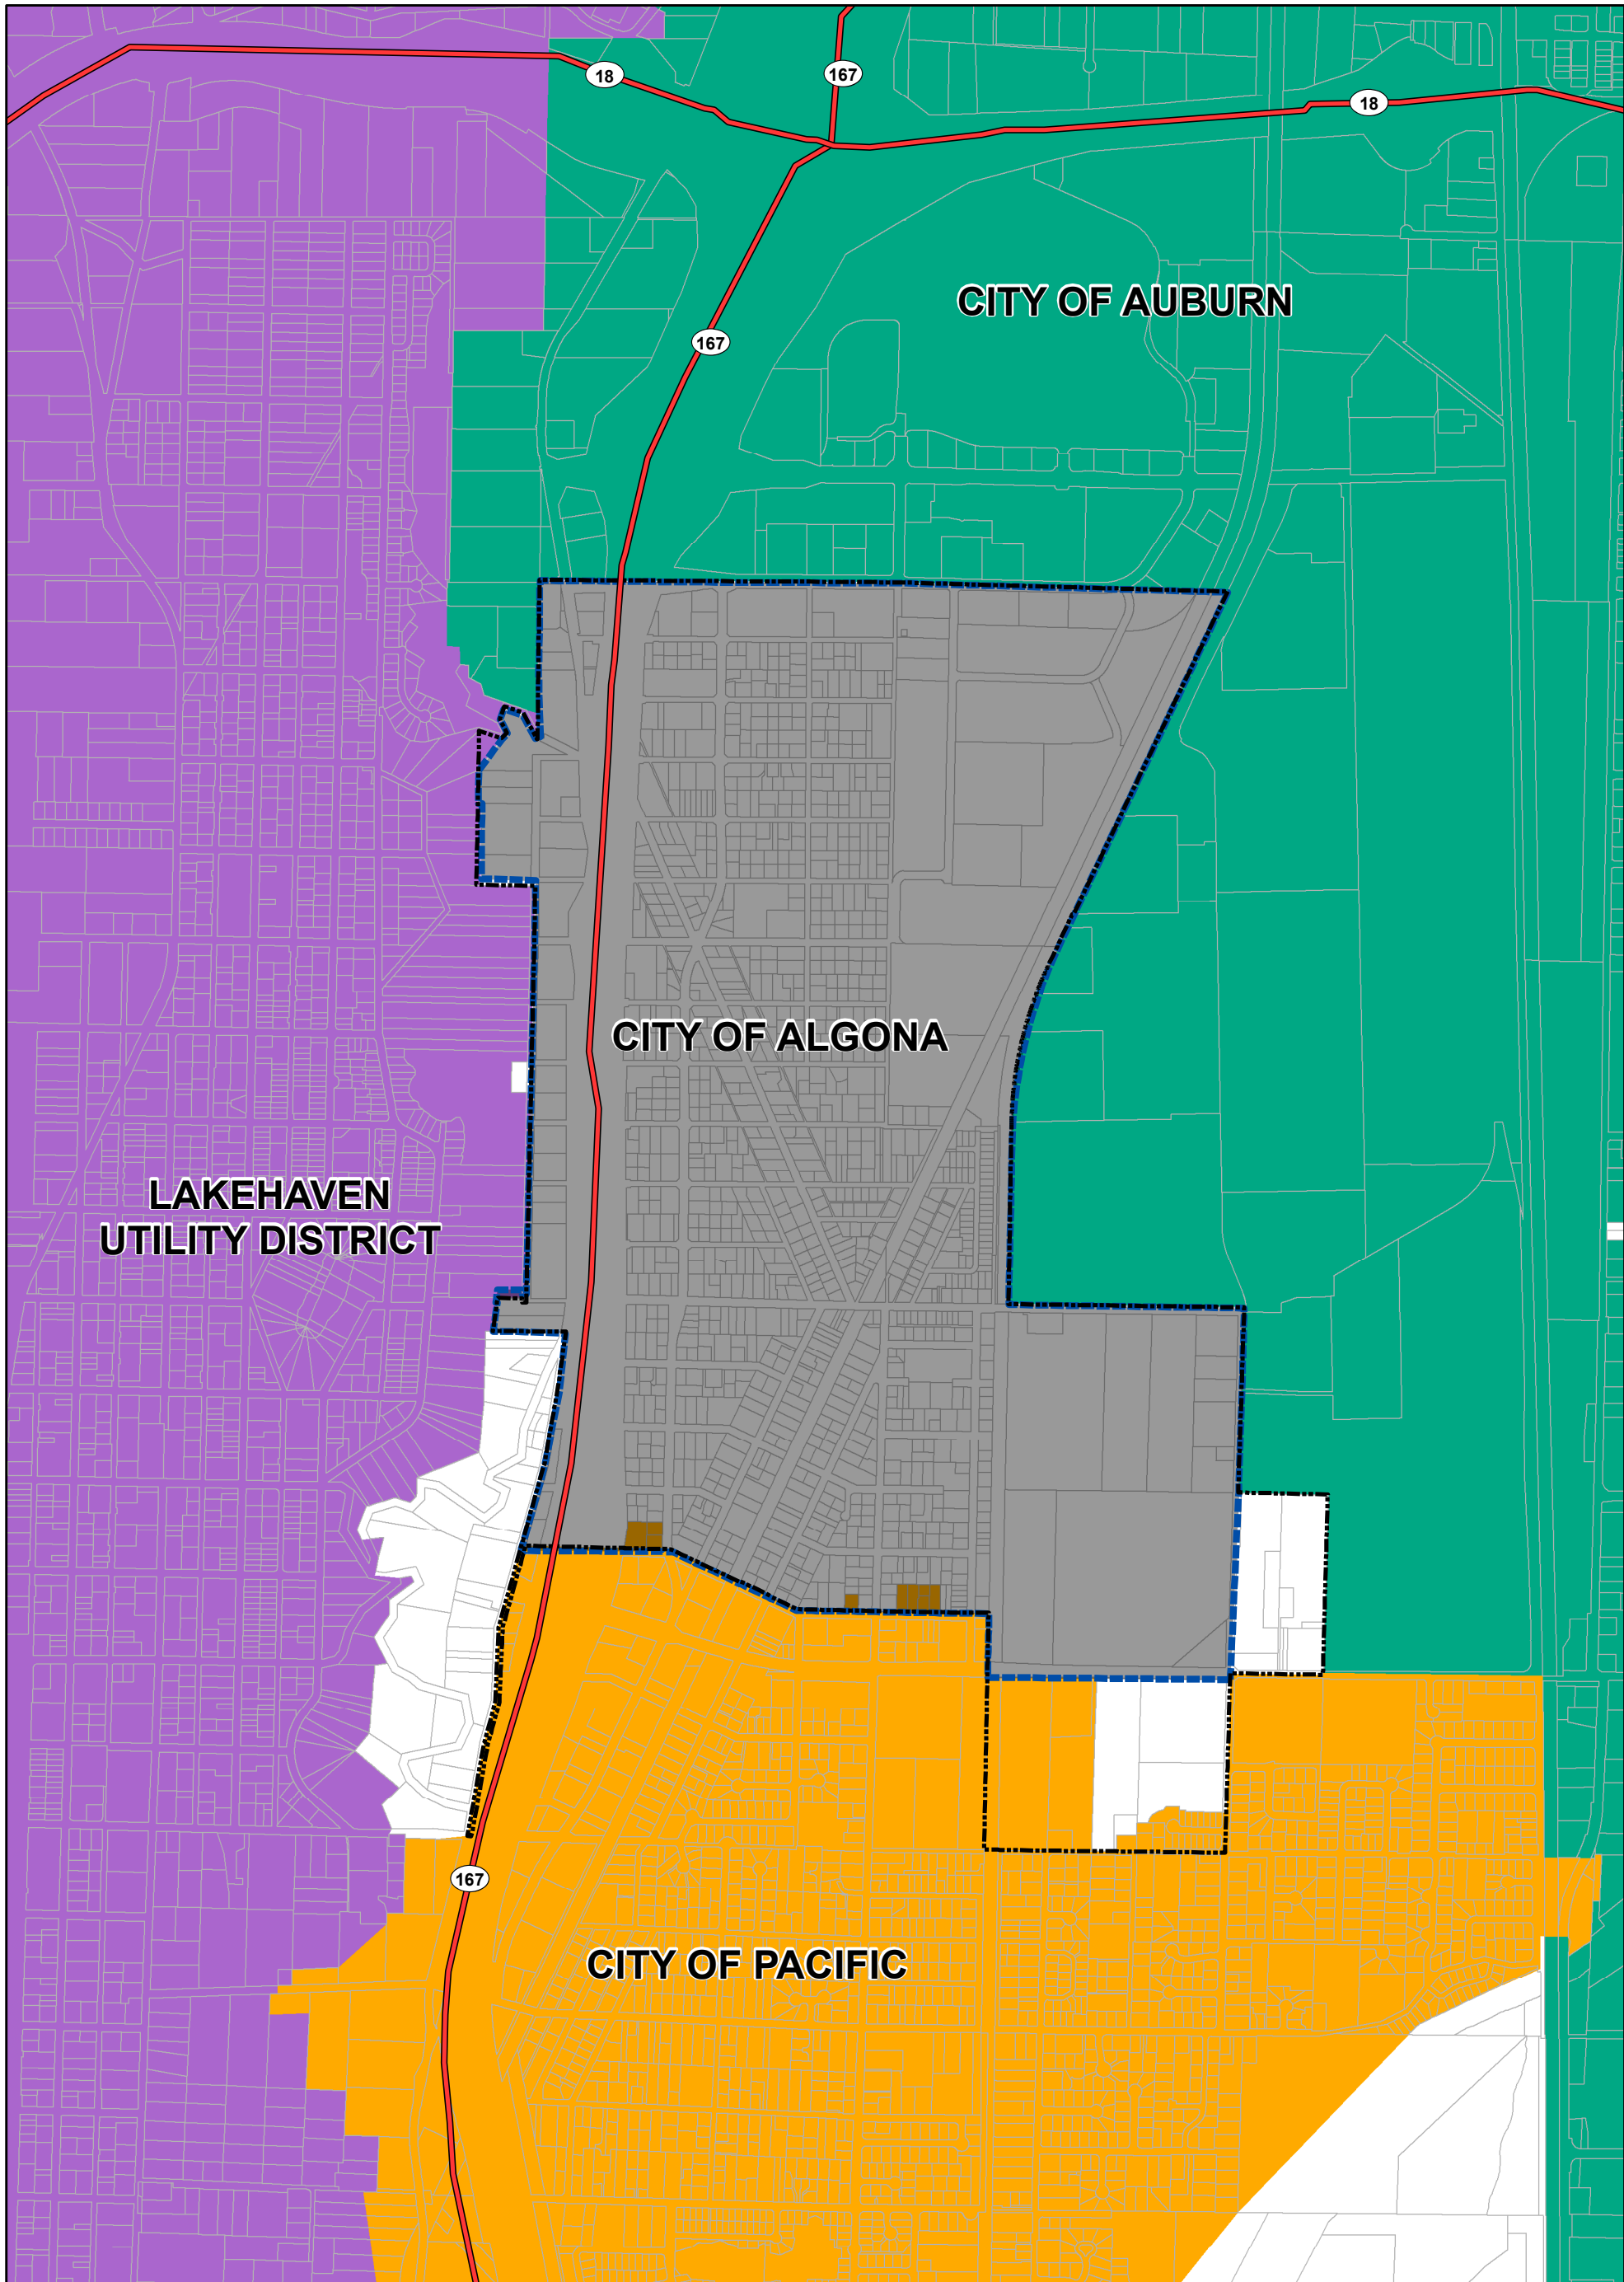 18
167
18
CITY OF AUBURN
167
CITY OF ALGONA
LAKEHAVEN
UTILITY DISTRICT
167
CITY OF PACIFIC